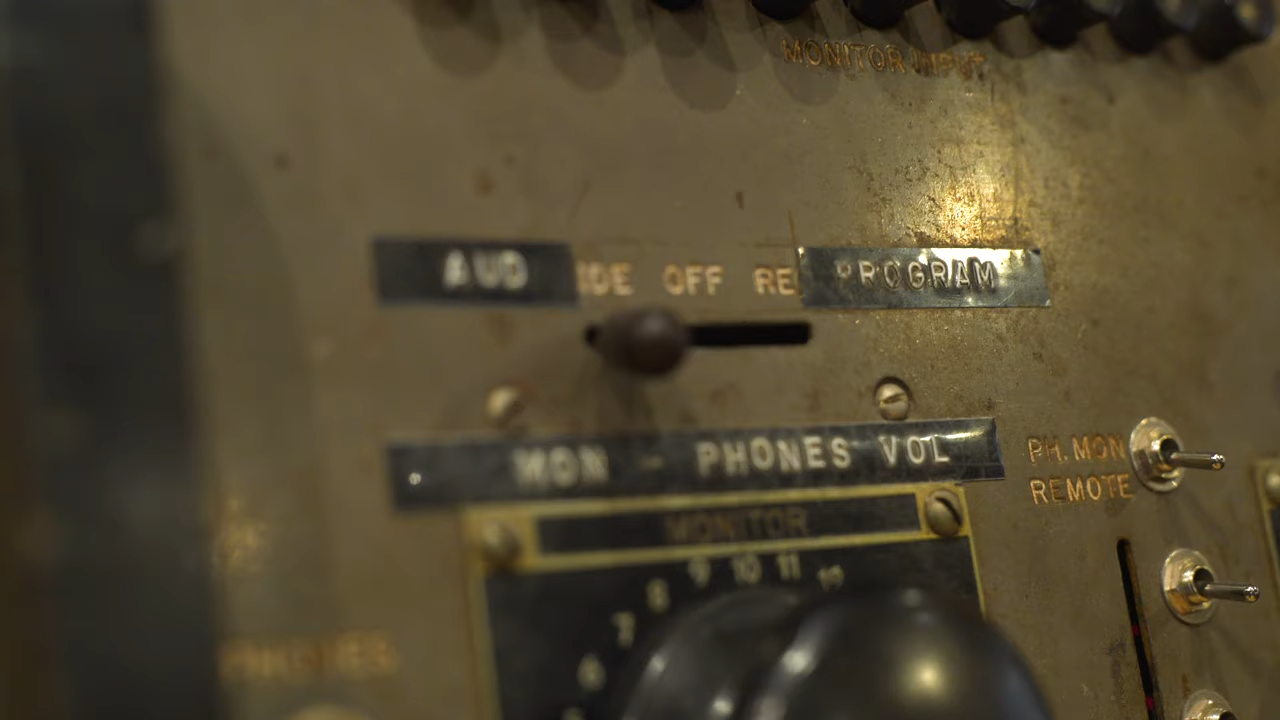 MONITOR INPUT
AUD IDE OFF RE PROGRAM
MON - PHONES VOL
PH. MON
REMOTE
MONITOR
9 10 11
8
7
6